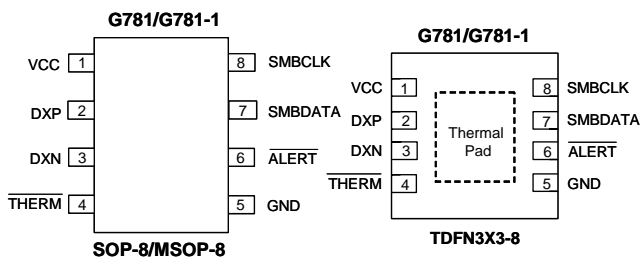 G781/G781-1
VCC 1 8 SMBCLK
DXP 2 7 SMBDATA
DXN 3 6 ALERT
THERM 4 5 GND
SOP-8/MSOP-8
G781/G781-1
VCC 1 8 SMBCLK
DXP 2 7 SMBDATA
DXN 3 6 ALERT
THERM 4 5 GND
Thermal
Pad
TDFN3X3-8